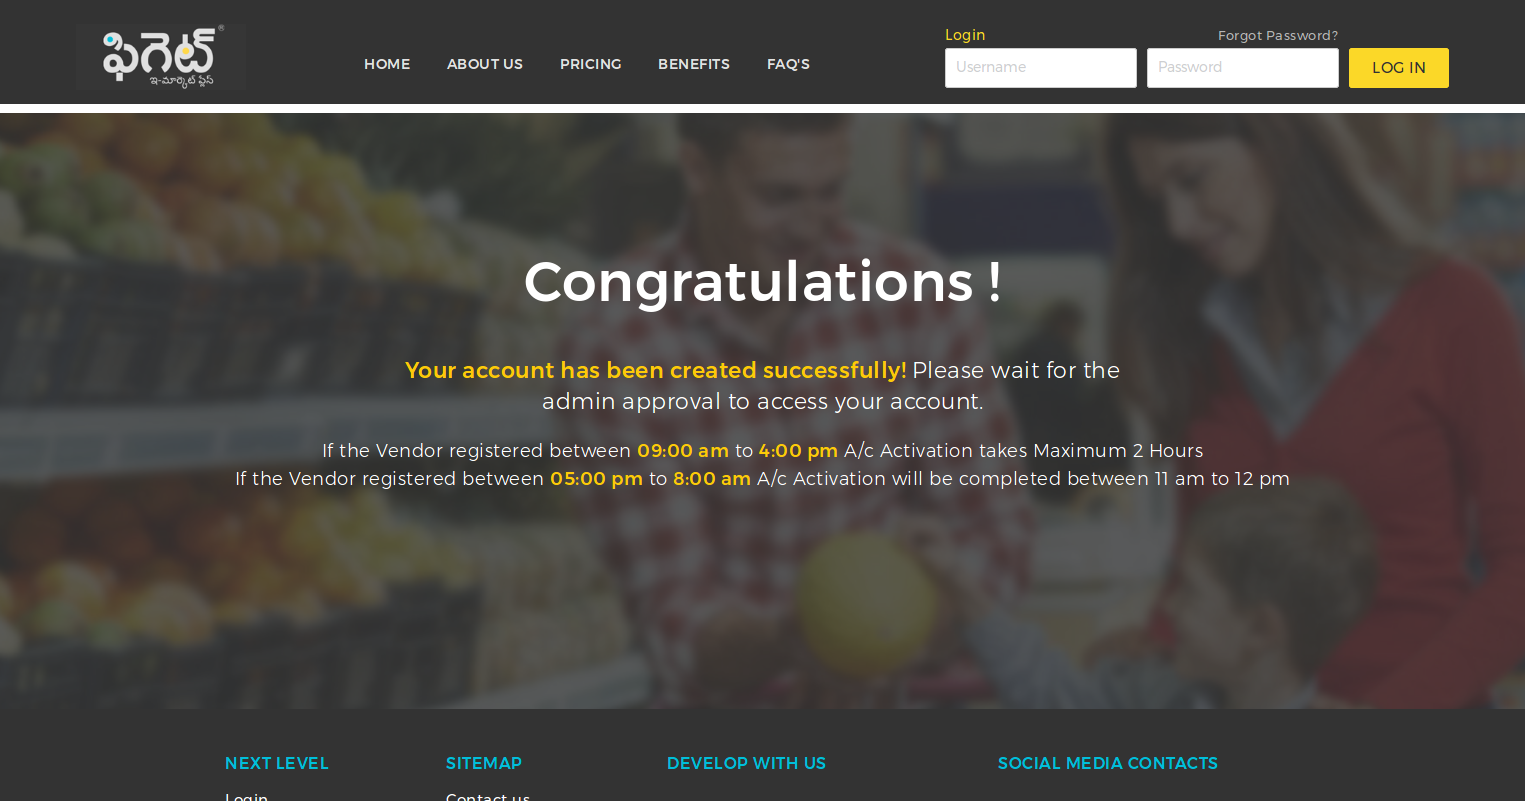 ఫిగెట్ ®
ఇ-మార్కెట్ ప్లేస్
HOME ABOUT US PRICING BENEFITS FAQ'S
Login
Forgot Password?
Username
Password
LOG IN
Congratulations !
Your account has been created successfully! Please wait for the
admin approval to access your account.
If the Vendor registered between 09:00 am to 4:00 pm A/c Activation takes Maximum 2 Hours
If the Vendor registered between 05:00 pm to 8:00 am A/c Activation will be completed between 11 am to 12 pm
NEXT LEVEL SITEMAP DEVELOP WITH US SOCIAL MEDIA CONTACTS
Login Contact us